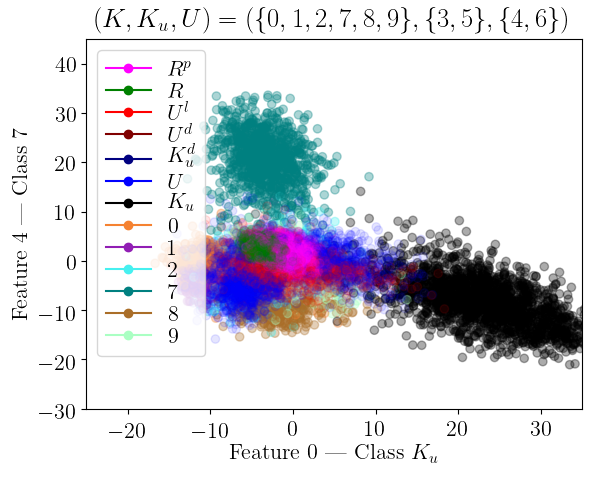 (K, K_u, U) = ({0, 1, 2, 7, 8, 9}, {3, 5}, {4, 6})
40
30
20
10
0
−10
−20
−30
Feature 4 — Class 7
R^p
R
U^l
U^d
K_u^d
U
K_u
0
1
2
7
8
9
−20 −10 0 10 20 30
Feature 0 — Class K_u